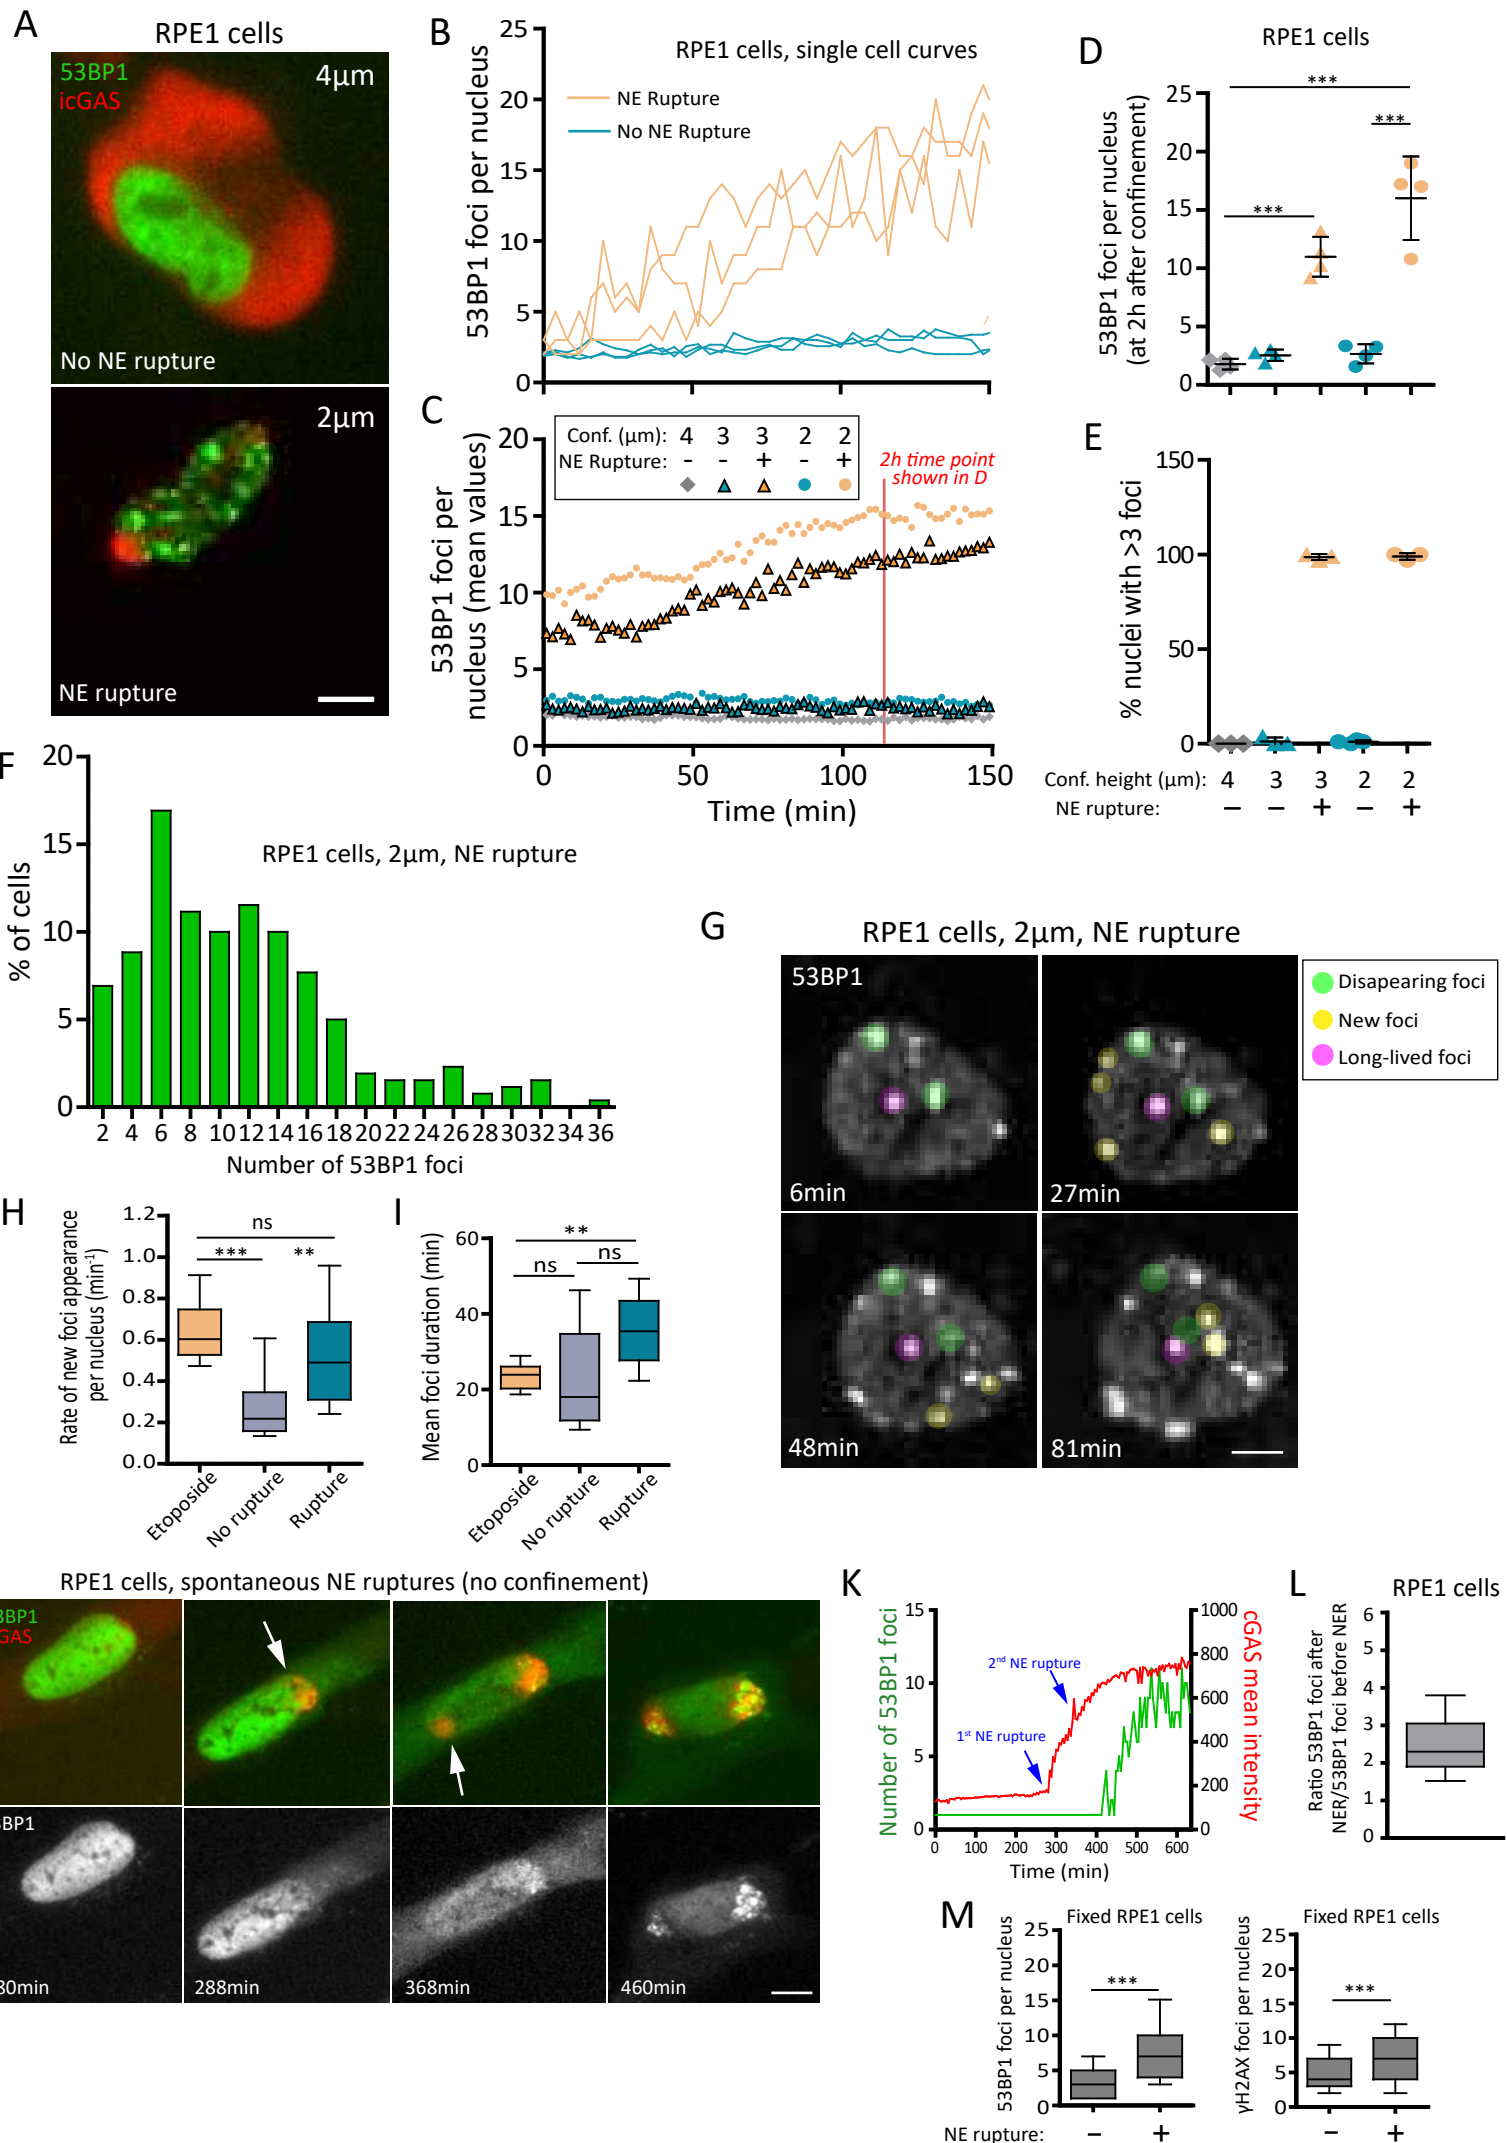 A
RPE1 cells
53BP1
icGAS
4µm
No NE rupture
2µm
NE rupture
B
RPE1 cells, single cell curves
NE Rupture
No NE Rupture
53BP1 foci per nucleus
25
20
15
10
5
0
C
Conf. (µm): 4 3 3 2 2
NE Rupture: - - + - +
2h time point
shown in D
53BP1 foci per
nucleus (mean values)
20
15
10
5
0
0 50 100 150
Time (min)
D
RPE1 cells
53BP1 foci per nucleus
(at 2h after confinement)
25
20
15
10
5
0
***
***
***
E
% nuclei with >3 foci
150
100
50
0
Conf. height (µm): 4 3 3 2 2
NE rupture: – – + – +
F
RPE1 cells, 2µm, NE rupture
% of cells
20
15
10
5
0
2 4 6 8 10 12 14 16 18 20 22 24 26 28 30 32 34 36
Number of 53BP1 foci
G
RPE1 cells, 2µm, NE rupture
53BP1
6min
27min
48min
81min
Disapearing foci
New foci
Long-lived foci
H
Rate of new foci appearance
per nucleus (min⁻¹)
1.2
1.0
0.8
0.6
0.4
0.2
0.0
ns
*** **
Etoposide
No rupture
Rupture
I
Mean foci duration (min)
60
40
20
0
**
ns
ns
Etoposide
No rupture
Rupture
RPE1 cells, spontaneous NE ruptures (no confinement)
3BP1
GAS
BP1
80min
288min
368min
460min
K
Number of 53BP1 foci
15
10
5
0
cGAS mean intensity
1000
800
600
400
200
0
2nd NE rupture
1st NE rupture
0 100 200 300 400 500 600
Time (min)
L
RPE1 cells
Ratio 53BP1 foci after
NER/53BP1 foci before NER
6
5
4
3
2
1
0
M
Fixed RPE1 cells
53BP1 foci per nucleus
25
20
15
10
5
0
***
NE rupture: – +
Fixed RPE1 cells
γH2AX foci per nucleus
25
20
15
10
5
0
***
– +